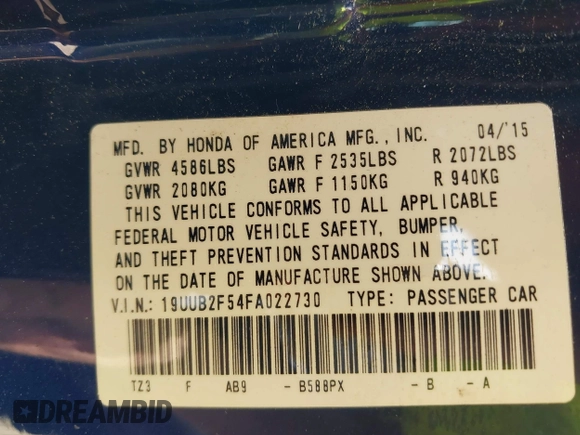 MFD. BY HONDA OF AMERICA MFG., INC. 04/'15
GVWR 4586LBS GAWR F 2535LBS R 2072LBS
GVWR 2080KG GAWR F 1150KG R 940KG
THIS VEHICLE CONFORMS TO ALL APPLICABLE
FEDERAL MOTOR VEHICLE SAFETY, BUMPER,
AND THEFT PREVENTION STANDARDS IN EFFECT
ON THE DATE OF MANUFACTURE SHOWN ABOVE.
V.I.N.: 19UUB2F54FA022730 TYPE: PASSENGER CAR
TZ3 F AB9 - B588PX - B - A
DREAMBID